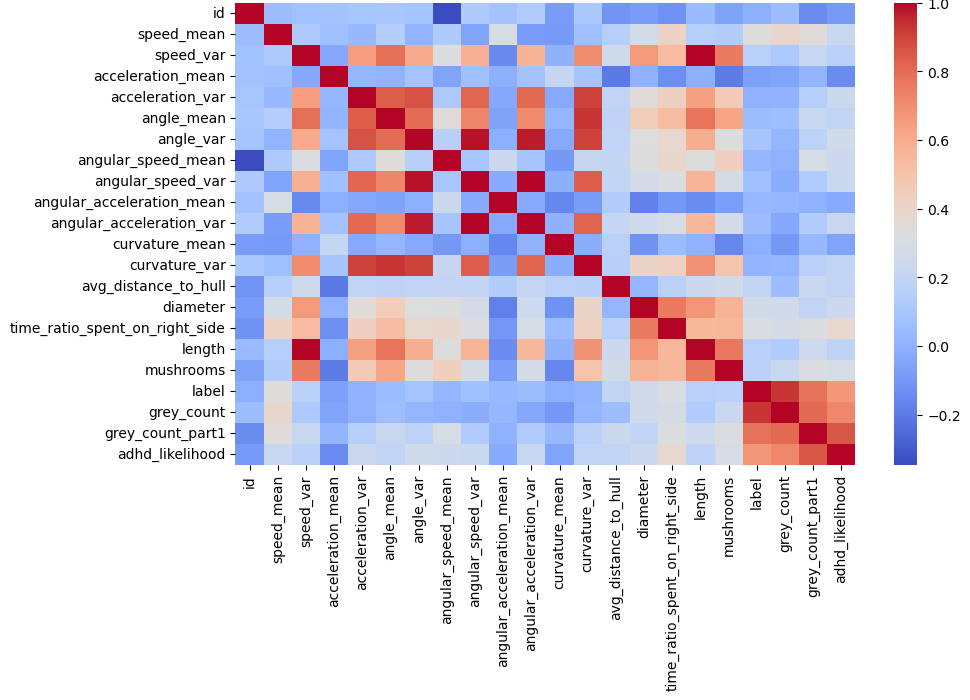 id
speed_mean
speed_var
acceleration_mean
acceleration_var
angle_mean
angle_var
angular_speed_mean
angular_speed_var
angular_acceleration_mean
angular_acceleration_var
curvature_mean
curvature_var
avg_distance_to_hull
diameter
time_ratio_spent_on_right_side
length
mushrooms
label
grey_count
grey_count_part1
adhd_likelihood
id
speed_mean
speed_var
acceleration_mean
acceleration_var
angle_mean
angle_var
angular_speed_mean
angular_speed_var
angular_acceleration_mean
angular_acceleration_var
curvature_mean
curvature_var
avg_distance_to_hull
diameter
time_ratio_spent_on_right_side
length
mushrooms
label
grey_count
grey_count_part1
adhd_likelihood
1.0
0.8
0.6
0.4
0.2
0.0
−0.2